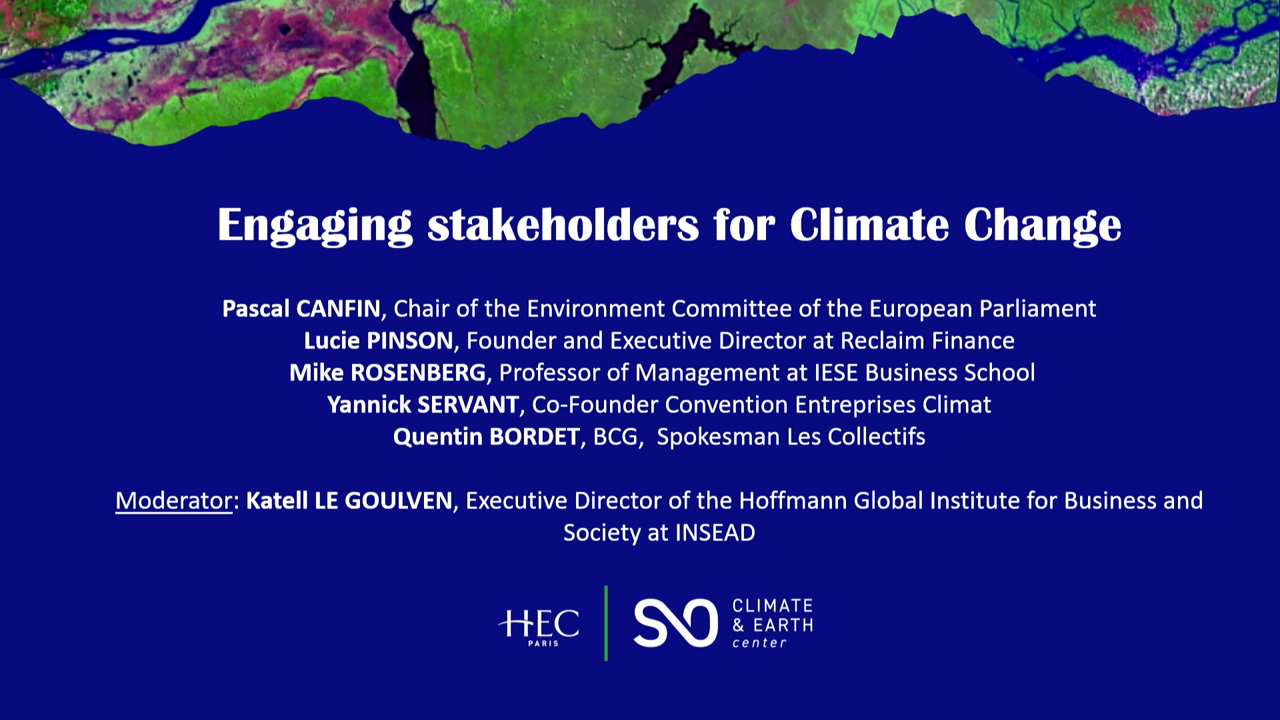 Engaging stakeholders for Climate Change
Pascal CANFIN, Chair of the Environment Committee of the European Parliament
Lucie PINSON, Founder and Executive Director at Reclaim Finance
Mike ROSENBERG, Professor of Management at IESE Business School
Yannick SERVANT, Co-Founder Convention Entreprises Climat
Quentin BORDET, BCG,  Spokesman Les Collectifs
Moderator: Katell LE GOULVEN, Executive Director of the Hoffmann Global Institute for Business and
Society at INSEAD
HEC
PARIS
SO
CLIMATE
& EARTH
center